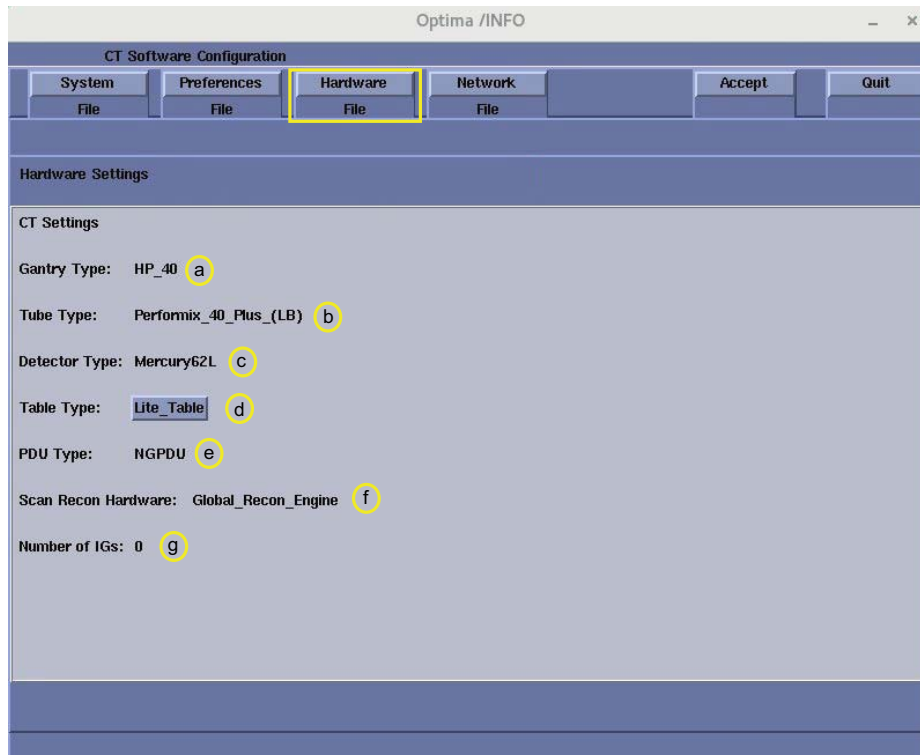 Optima /INFO
CT Software Configuration
System Preferences Hardware Network Accept Quit
File File File File
Hardware Settings
CT Settings
Gantry Type: HP_40 a
Tube Type: Performix_40_Plus_(LB) b
Detector Type: Mercury62L c
Table Type: Lite_Table d
PDU Type: NGPDU e
Scan Recon Hardware: Global_Recon_Engine f
Number of IGs: 0 g